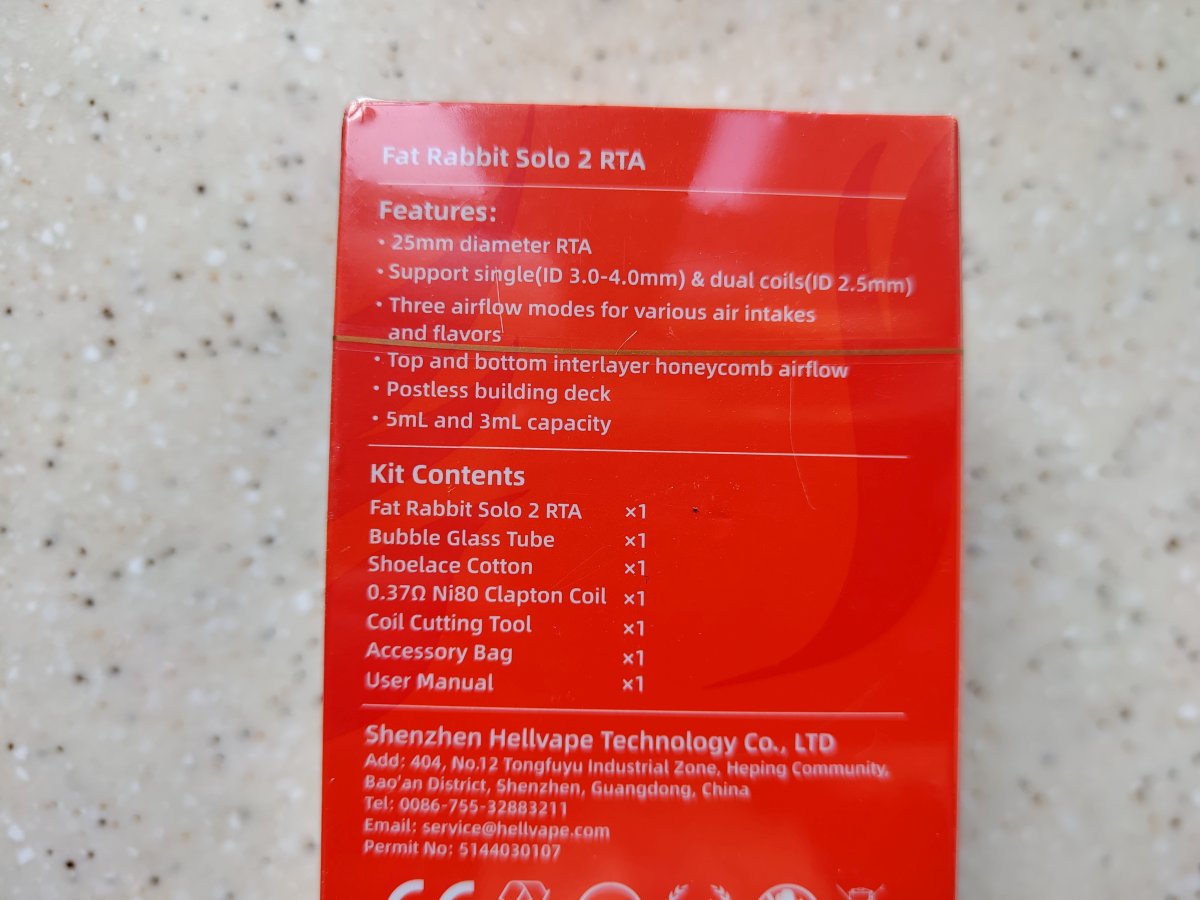 Fat Rabbit Solo 2 RTA
Features:
• 25mm diameter RTA
• Support single(ID 3.0-4.0mm) & dual coils(ID 2.5mm)
• Three airflow modes for various air intakes
and flavors
• Top and bottom interlayer honeycomb airflow
• Postless building deck
• 5mL and 3mL capacity
Kit Contents
Fat Rabbit Solo 2 RTA ×1
Bubble Glass Tube ×1
Shoelace Cotton ×1
0.37Ω Ni80 Clapton Coil ×1
Coil Cutting Tool ×1
Accessory Bag ×1
User Manual ×1
Shenzhen Hellvape Technology Co., LTD
Add: 404, No.12 Tongfuyu Industrial Zone, Heping Community,
Bao'an District, Shenzhen, Guangdong, China
Tel: 0086-755-32883211
Email: service@hellvape.com
Permit No: 5144030107
CE